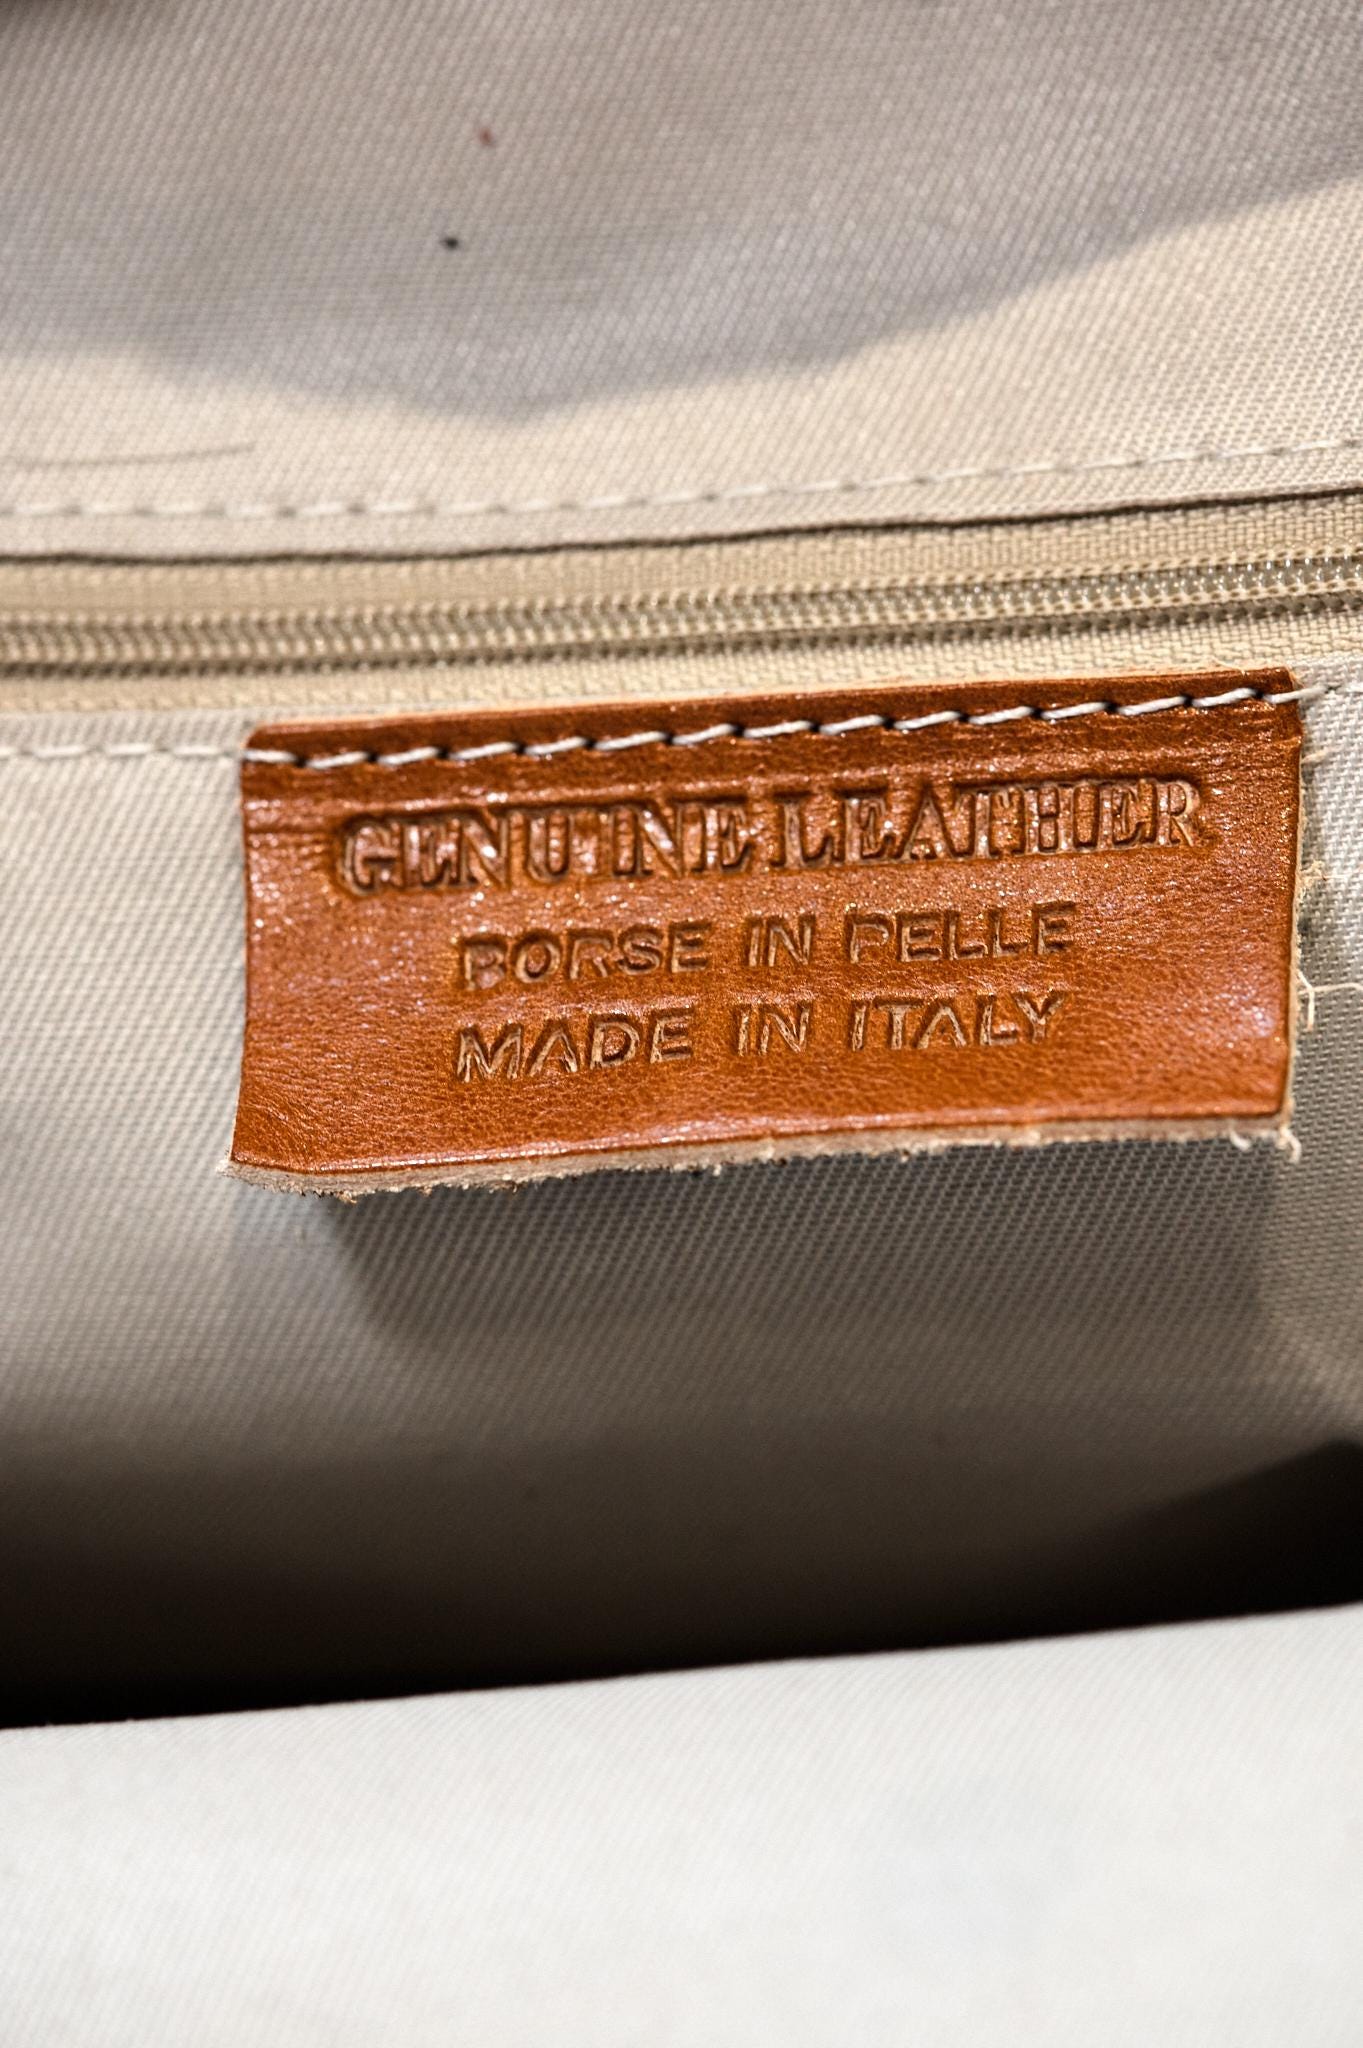 GENUINE LEATHER
BORSE IN PELLE
MADE IN ITALY